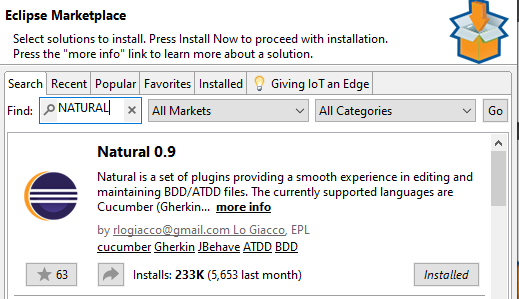 Eclipse Marketplace
Select solutions to install. Press Install Now to proceed with installation.
Press the "more info" link to learn more about a solution.
Search Recent Popular Favorites Installed Giving IoT an Edge
Find: NATURAL All Markets All Categories Go
Natural 0.9
Natural is a set of plugins providing a smooth experience in editing and
maintaining BDD/ATDD files. The currently supported languages are
Cucumber (Gherkin... more info
by rlogiacco@gmail.com Lo Giacco, EPL
cucumber Gherkin JBehave ATDD BDD
63 Installs: 233K (5,653 last month) Installed